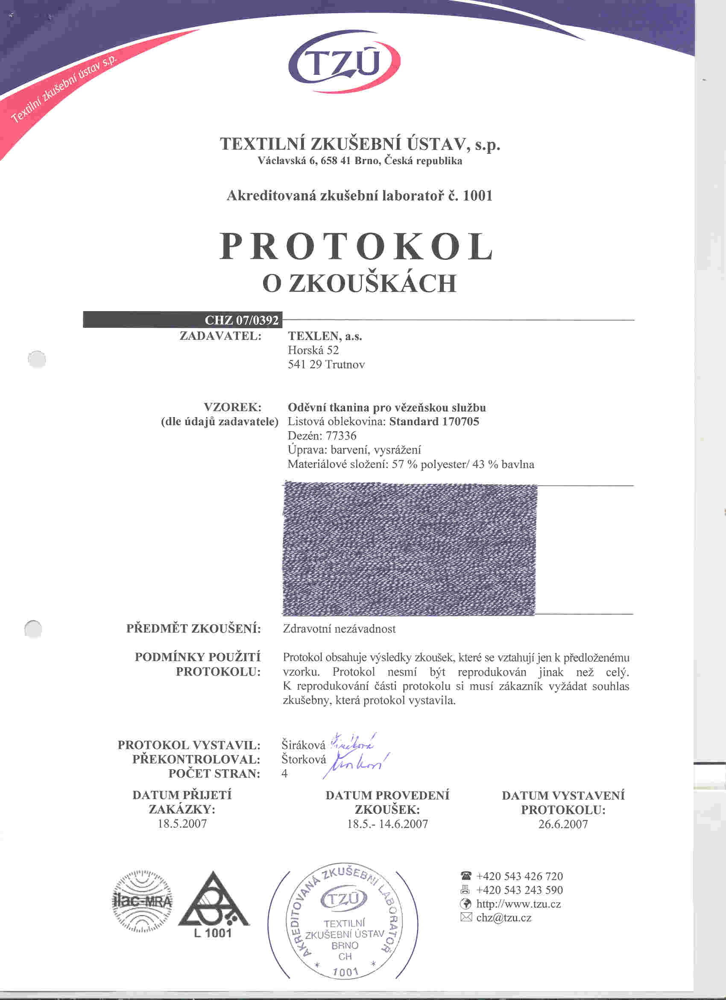 Textilní zkušební ústav s.p.
TZÚ
TEXTILNÍ ZKUŠEBNÍ ÚSTAV, s.p.
Václavská 6, 658 41 Brno, Česká republika
Akreditovaná zkušební laboratoř č. 1001
PROTOKOL
O ZKOUŠKÁCH
CHZ 07/0392
ZADAVATEL: TEXLEN, a.s.
Horská 52
541 29 Trutnov
VZOREK: Oděvní tkanina pro vězeňskou službu
(dle údajů zadavatele) Listová oblekovina: Standard 170705
Dezén: 77336
Úprava: barvení, vysrážení
Materiálové složení: 57 % polyester/ 43 % bavlna
PŘEDMĚT ZKOUŠENÍ: Zdravotní nezávadnost
PODMÍNKY POUŽITÍ Protokol obsahuje výsledky zkoušek, které se vztahují jen k předloženému
PROTOKOLU: vzorku. Protokol nesmí být reprodukován jinak než celý.
K reprodukování části protokolu si musí zákazník vyžádat souhlas
zkušebny, která protokol vystavila.
PROTOKOL VYSTAVIL: Široká​ková
PŘEKONTROLOVAL: Štorková
POČET STRAN: 4
DATUM PŘIJETÍ DATUM PROVEDENÍ DATUM VYSTAVENÍ
ZAKÁZKY: ZKOUŠEK: PROTOKOLU:
18.5.2007 18.5.- 14.6.2007 26.6.2007
ilac-MRA
L 1001
AKREDITOVANÁ ZKUŠEBNÍ LABORATOŘ
TZÚ
TEXTILNÍ
ZKUŠEBNÍ ÚSTAV
BRNO
CH
* 1001 *
+420 543 426 720
+420 543 243 590
http://www.tzu.cz
chz@tzu.cz